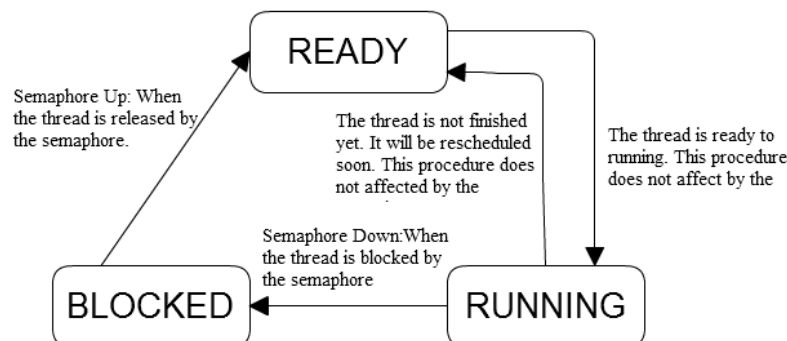 READY
Semaphore Up: When
the thread is released by
the semaphore.
The thread is not finished
yet. It will be rescheduled
soon. This procedure does
not affected by the
The thread is ready to
running. This procedure
does not affect by the
Semaphore Down:When
the thread is blocked by
the semaphore
BLOCKED
RUNNING